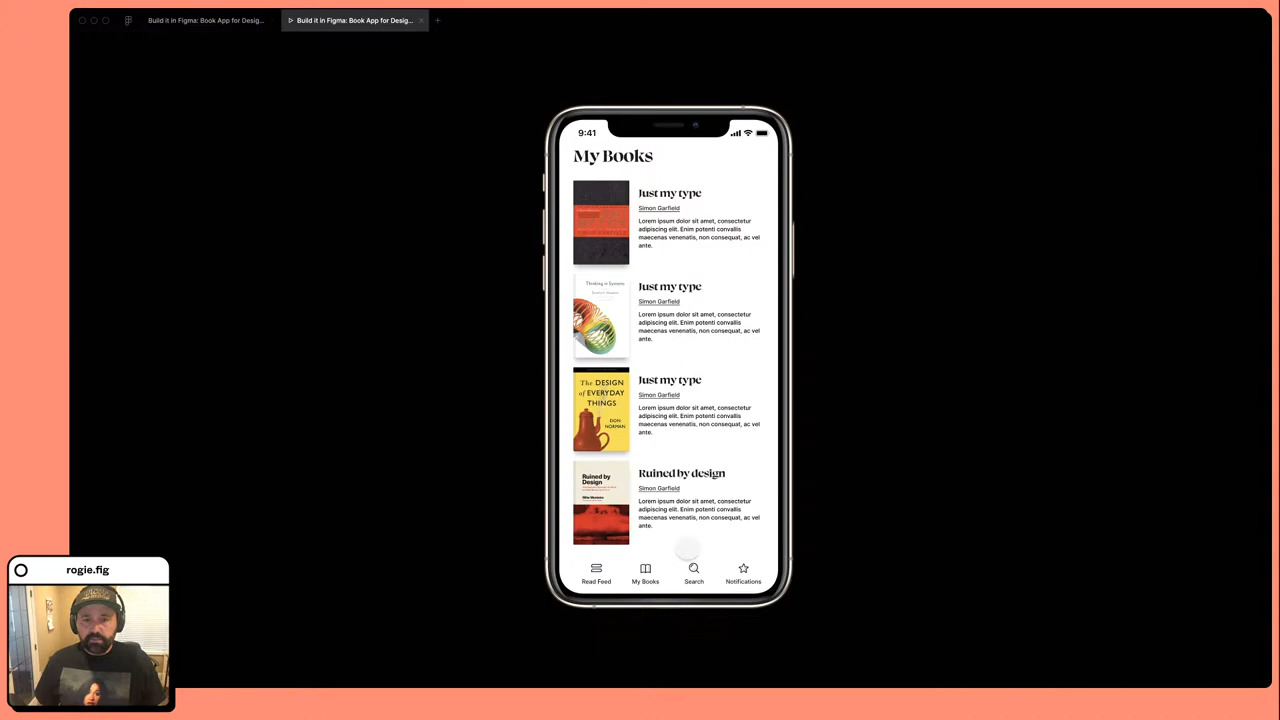 Build it in Figma: Book App for Desig...
Build it in Figma: Book App for Desig...
9:41
My Books
Just my type
Simon Garfield
Lorem ipsum dolor sit amet, consectetur
adipiscing elit. Enim potenti convallis
maecenas venenatis, non consequat, ac vel
ante.
Thinking in Systems
Just my type
Simon Garfield
Lorem ipsum dolor sit amet, consectetur
adipiscing elit. Enim potenti convallis
maecenas venenatis, non consequat, ac vel
ante.
The DESIGN
of EVERYDAY
THINGS
DON
NORMAN
Just my type
Simon Garfield
Lorem ipsum dolor sit amet, consectetur
adipiscing elit. Enim potenti convallis
maecenas venenatis, non consequat, ac vel
ante.
Ruined by
Design
Ruined by design
Simon Garfield
Lorem ipsum dolor sit amet, consectetur
adipiscing elit. Enim potenti convallis
maecenas venenatis, non consequat, ac vel
ante.
Read Feed
My Books
Search
Notifications
rogie.fig